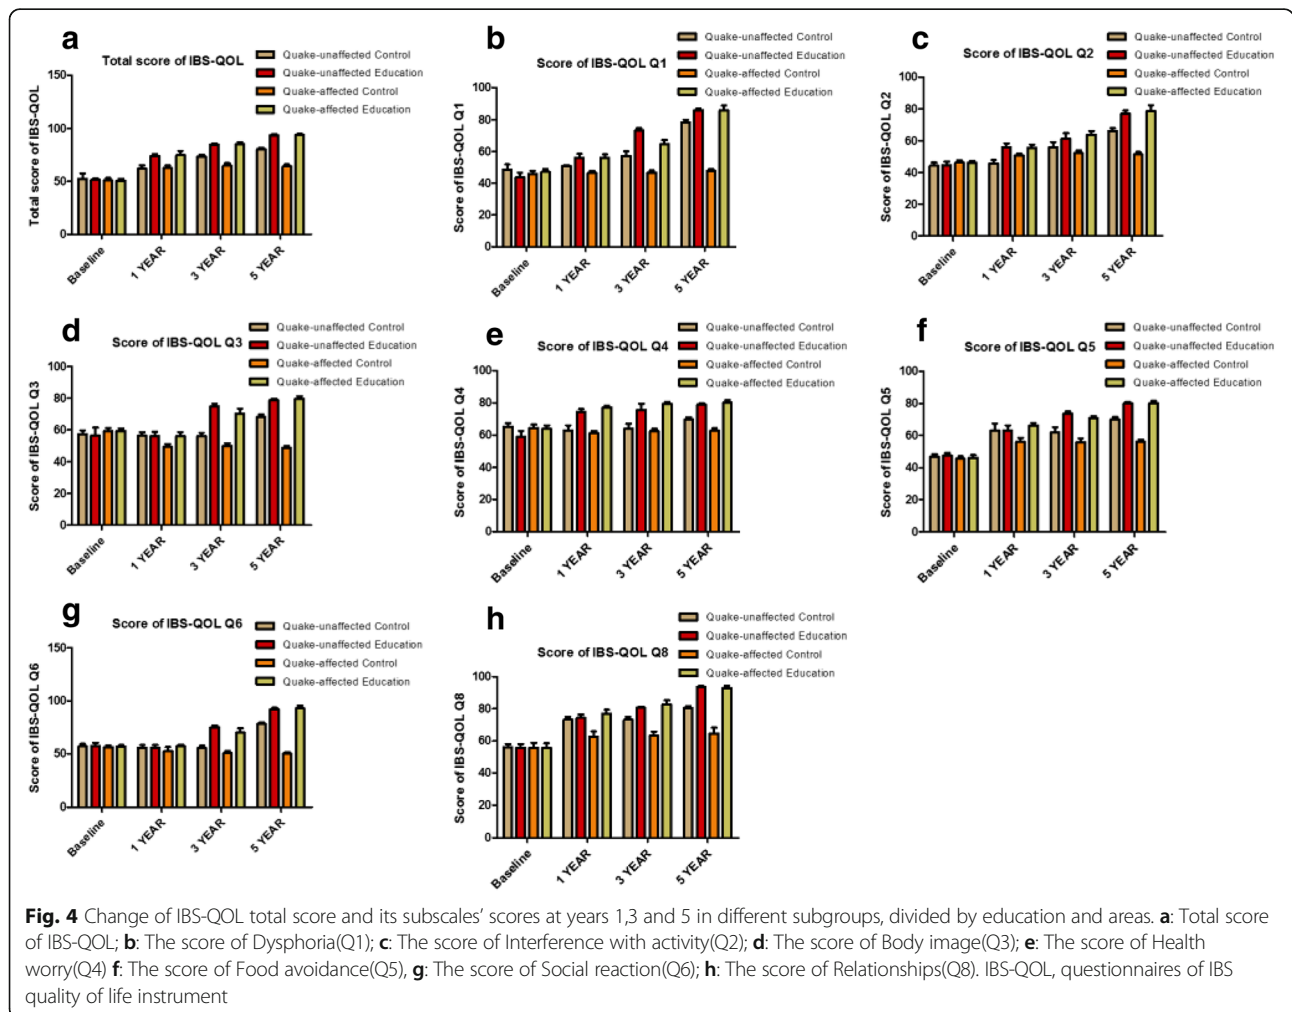 a
Total score of IBS-QOL
Quake-unaffected Control
Quake-unaffected Education
Quake-affected Control
Quake-affected Education
Total score of IBS-QOL
150
100
50
0
Baseline
1 YEAR
3 YEAR
5 YEAR
b
Score of IBS-QOL Q1
Quake-unaffected Control
Quake-unaffected Education
Quake-affected Control
Quake-affected Education
Score of IBS-QOL Q1
100
80
60
40
20
0
Baseline
1 YEAR
3 YEAR
5 YEAR
c
Score of IBS-QOL Q2
Quake-unaffected Control
Quake-unaffected Education
Quake-affected Control
Quake-affected Education
Score of IBS-QOL Q2
100
80
60
40
20
0
Baseline
1 YEAR
3 YEAR
5 YEAR
d
Score of IBS-QOL Q3
Quake-unaffected Control
Quake-unaffected Education
Quake-affected Control
Quake-affected Education
Score of IBS-QOL Q3
100
80
60
40
20
0
Baseline
1 YEAR
3 YEAR
5 YEAR
e
Score of IBS-QOL Q4
Quake-unaffected Control
Quake-unaffected Education
Quake-affected Control
Quake-affected Education
Score of IBS-QOL Q4
100
80
60
40
20
0
Baseline
1 YEAR
3 YEAR
5 YEAR
f
Score of IBS-QOL Q5
Quake-unaffected Control
Quake-unaffected Education
Quake-affected Control
Quake-affected Education
Score of IBS-QOL Q5
100
80
60
40
20
0
Baseline
1 YEAR
3 YEAR
5 YEAR
g
Score of IBS-QOL Q6
Quake-unaffected Control
Quake-unaffected Education
Quake-affected Control
Quake-affected Education
Score of IBS-QOL Q6
150
100
50
0
Baseline
1 YEAR
3 YEAR
5 YEAR
h
Score of IBS-QOL Q8
Quake-unaffected Control
Quake-unaffected Education
Quake-affected Control
Quake-affected Education
Score of IBS-QOL Q8
100
80
60
40
20
0
Baseline
1 YEAR
3 YEAR
5 YEAR
Fig. 4 Change of IBS-QOL total score and its subscales' scores at years 1,3 and 5 in different subgroups, divided by education and areas. a: Total score
of IBS-QOL; b: The score of Dysphoria(Q1); c: The score of Interference with activity(Q2); d: The score of Body image(Q3); e: The score of Health
worry(Q4) f: The score of Food avoidance(Q5), g: The score of Social reaction(Q6); h: The score of Relationships(Q8). IBS-QOL, questionnaires of IBS
quality of life instrument